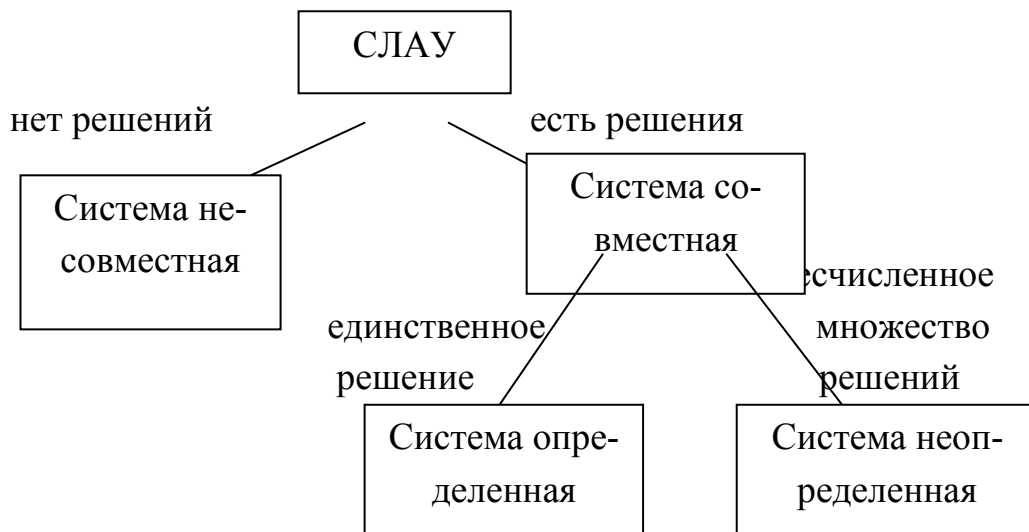 СЛАУ
нет решений
есть решения
Система не-
совместная
Система со-
вместная
единственное
решение
есчисленное
множество
решений
Система опре-
деленная
Система неоп-
ределенная